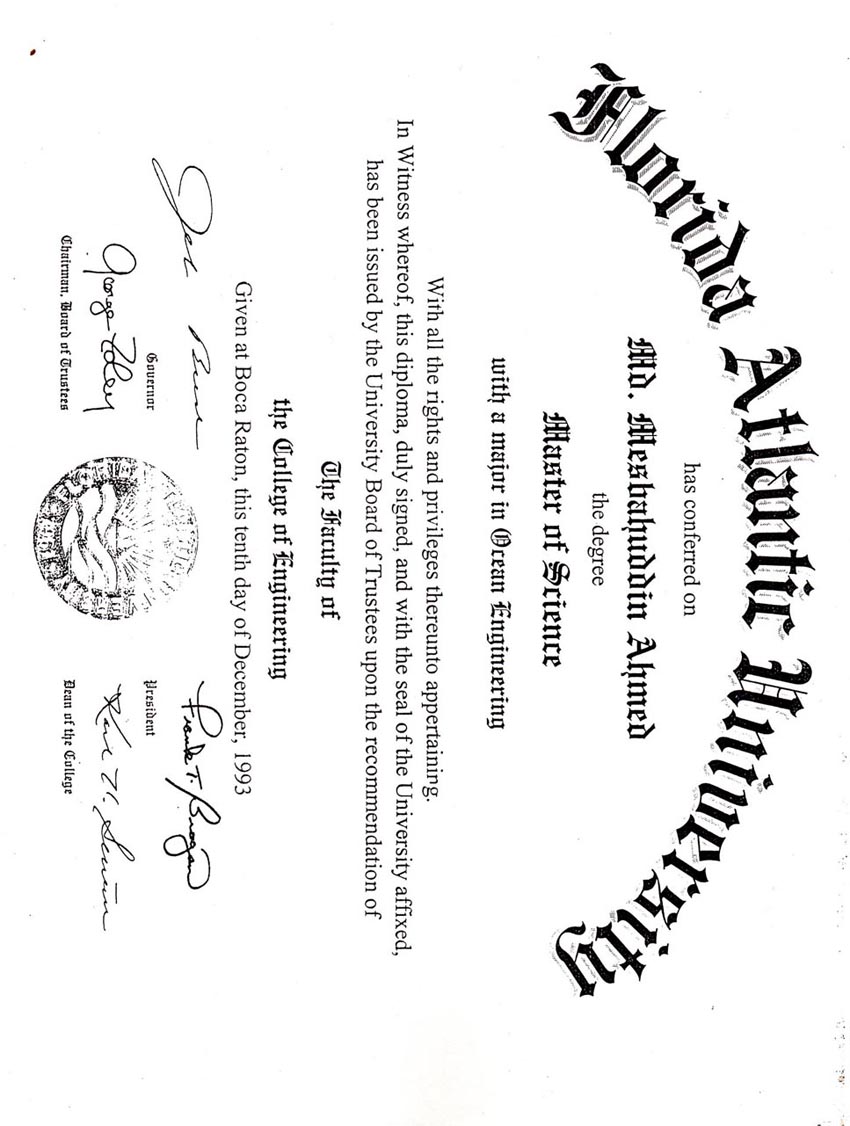 Florida Atlantic University
has conferred on
Md. Mesbahuddin Ahmed
the degree
Master of Science
with a major in Ocean Engineering
With all the rights and privileges thereunto appertaining.
In Witness whereof, this diploma, duly signed, and with the seal of the University affixed,
has been issued by the University Board of Trustees upon the recommendation of
The Faculty of
the College of Engineering
Given at Boca Raton, this tenth day of December, 1993
Jeb Bush
Governor
Frank T. Brogan
President
Chairman, Board of Trustees
Dean of the College